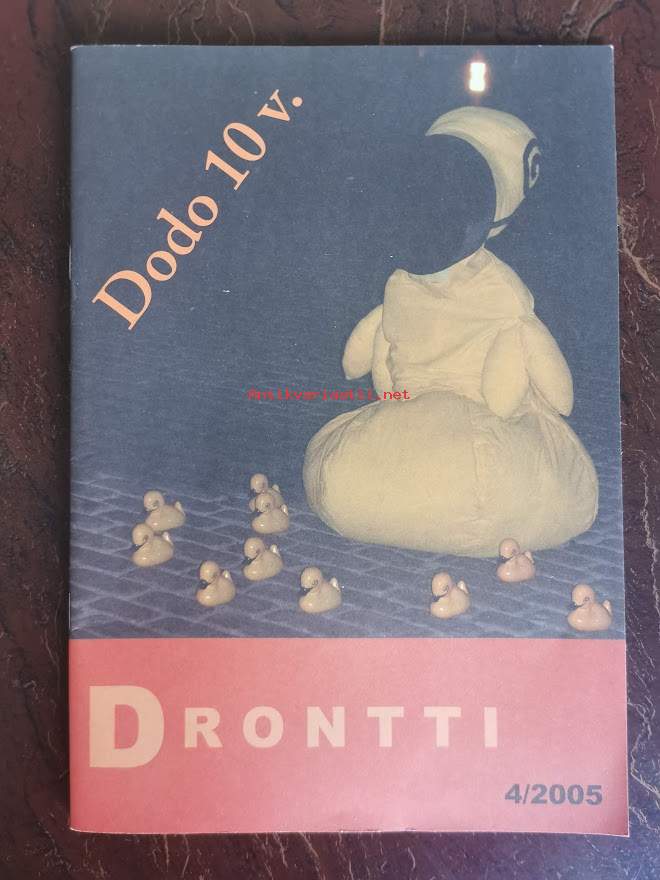 Dodo 10 v.
Antikvariaatti.net
DRONTTI
4/2005